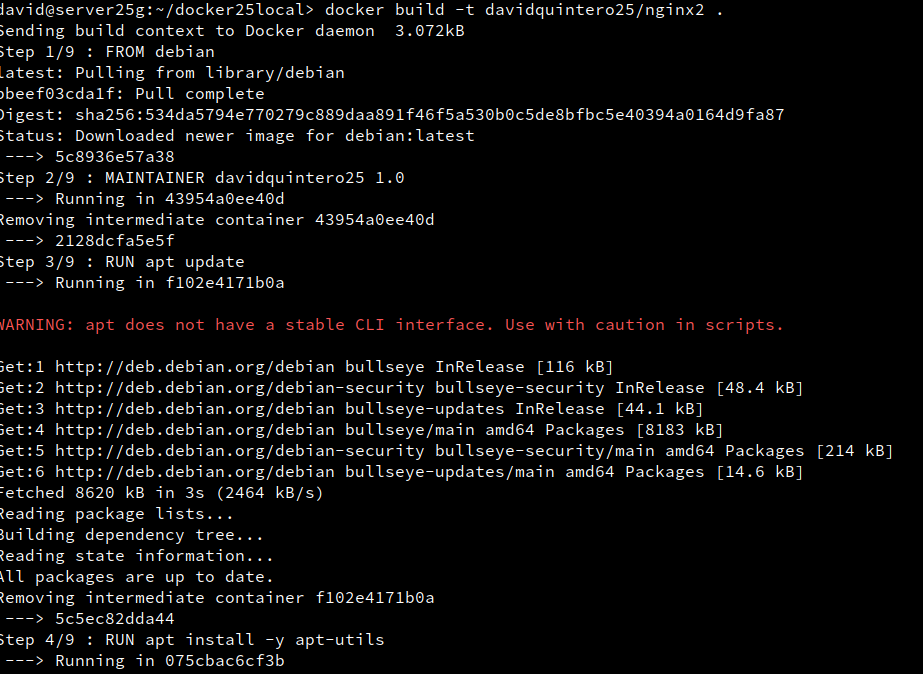 david@server25g:~/docker25local> docker build -t davidquintero25/nginx2 .
Sending build context to Docker daemon  3.072kB
Step 1/9 : FROM debian
latest: Pulling from library/debian
bbeef03cda1f: Pull complete
Digest: sha256:534da5794e770279c889daa891f46f5a530b0c5de8bfbc5e40394a0164d9fa87
Status: Downloaded newer image for debian:latest
 ---> 5c8936e57a38
Step 2/9 : MAINTAINER davidquintero25 1.0
 ---> Running in 43954a0ee40d
Removing intermediate container 43954a0ee40d
 ---> 2128dcfa5e5f
Step 3/9 : RUN apt update
 ---> Running in f102e4171b0a
WARNING: apt does not have a stable CLI interface. Use with caution in scripts.
Get:1 http://deb.debian.org/debian bullseye InRelease [116 kB]
Get:2 http://deb.debian.org/debian-security bullseye-security InRelease [48.4 kB]
Get:3 http://deb.debian.org/debian bullseye-updates InRelease [44.1 kB]
Get:4 http://deb.debian.org/debian bullseye/main amd64 Packages [8183 kB]
Get:5 http://deb.debian.org/debian-security bullseye-security/main amd64 Packages [214 kB]
Get:6 http://deb.debian.org/debian bullseye-updates/main amd64 Packages [14.6 kB]
Fetched 8620 kB in 3s (2464 kB/s)
Reading package lists...
Building dependency tree...
Reading state information...
All packages are up to date.
Removing intermediate container f102e4171b0a
 ---> 5c5ec82dda44
Step 4/9 : RUN apt install -y apt-utils
 ---> Running in 075cbac6cf3b